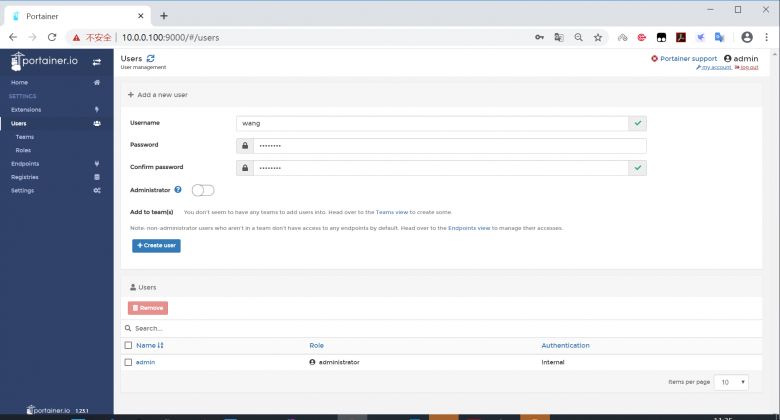 Portainer
不安全 10.0.0.100:9000/#/users
portainer.io
Users
User management
Portainer support admin
my account log out
Home
SETTINGS
Extensions
Users
Teams
Roles
Endpoints
Registries
Settings
Add a new user
Username wang
Password ••••••••
Confirm password ••••••••
Administrator
Add to team(s) You don't seem to have any teams to add users into. Head over to the Teams view to create some.
Note: non-administrator users who aren't in a team don't have access to any endpoints by default. Head over to the Endpoints view to manage their accesses.
+ Create user
Users
Remove
Search...
Name Role Authentication
admin administrator Internal
Items per page 10
portainer.io 1.23.1